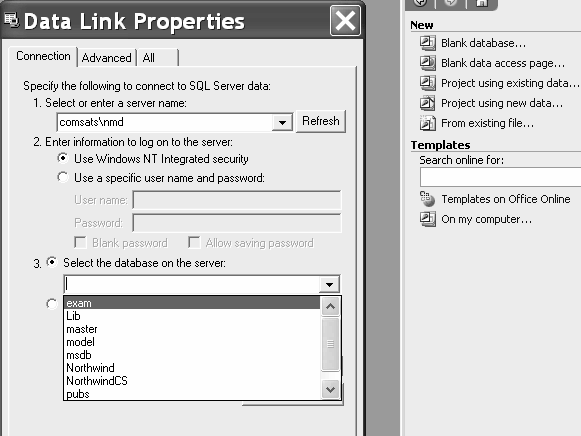 Data Link Properties
Connection Advanced All
Specify the following to connect to SQL Server data:
1. Select or enter a server name:
comsats\nmd Refresh
2. Enter information to log on to the server:
Use Windows NT Integrated security
Use a specific user name and password:
User name:
Password:
Blank password Allow saving password
3. Select the database on the server:
exam
Lib
master
model
msdb
Northwind
NorthwindCS
pubs
New
Blank database...
Blank data access page...
Project using existing data...
Project using new data...
From existing file...
Templates
Search online for:
Templates on Office Online
On my computer...